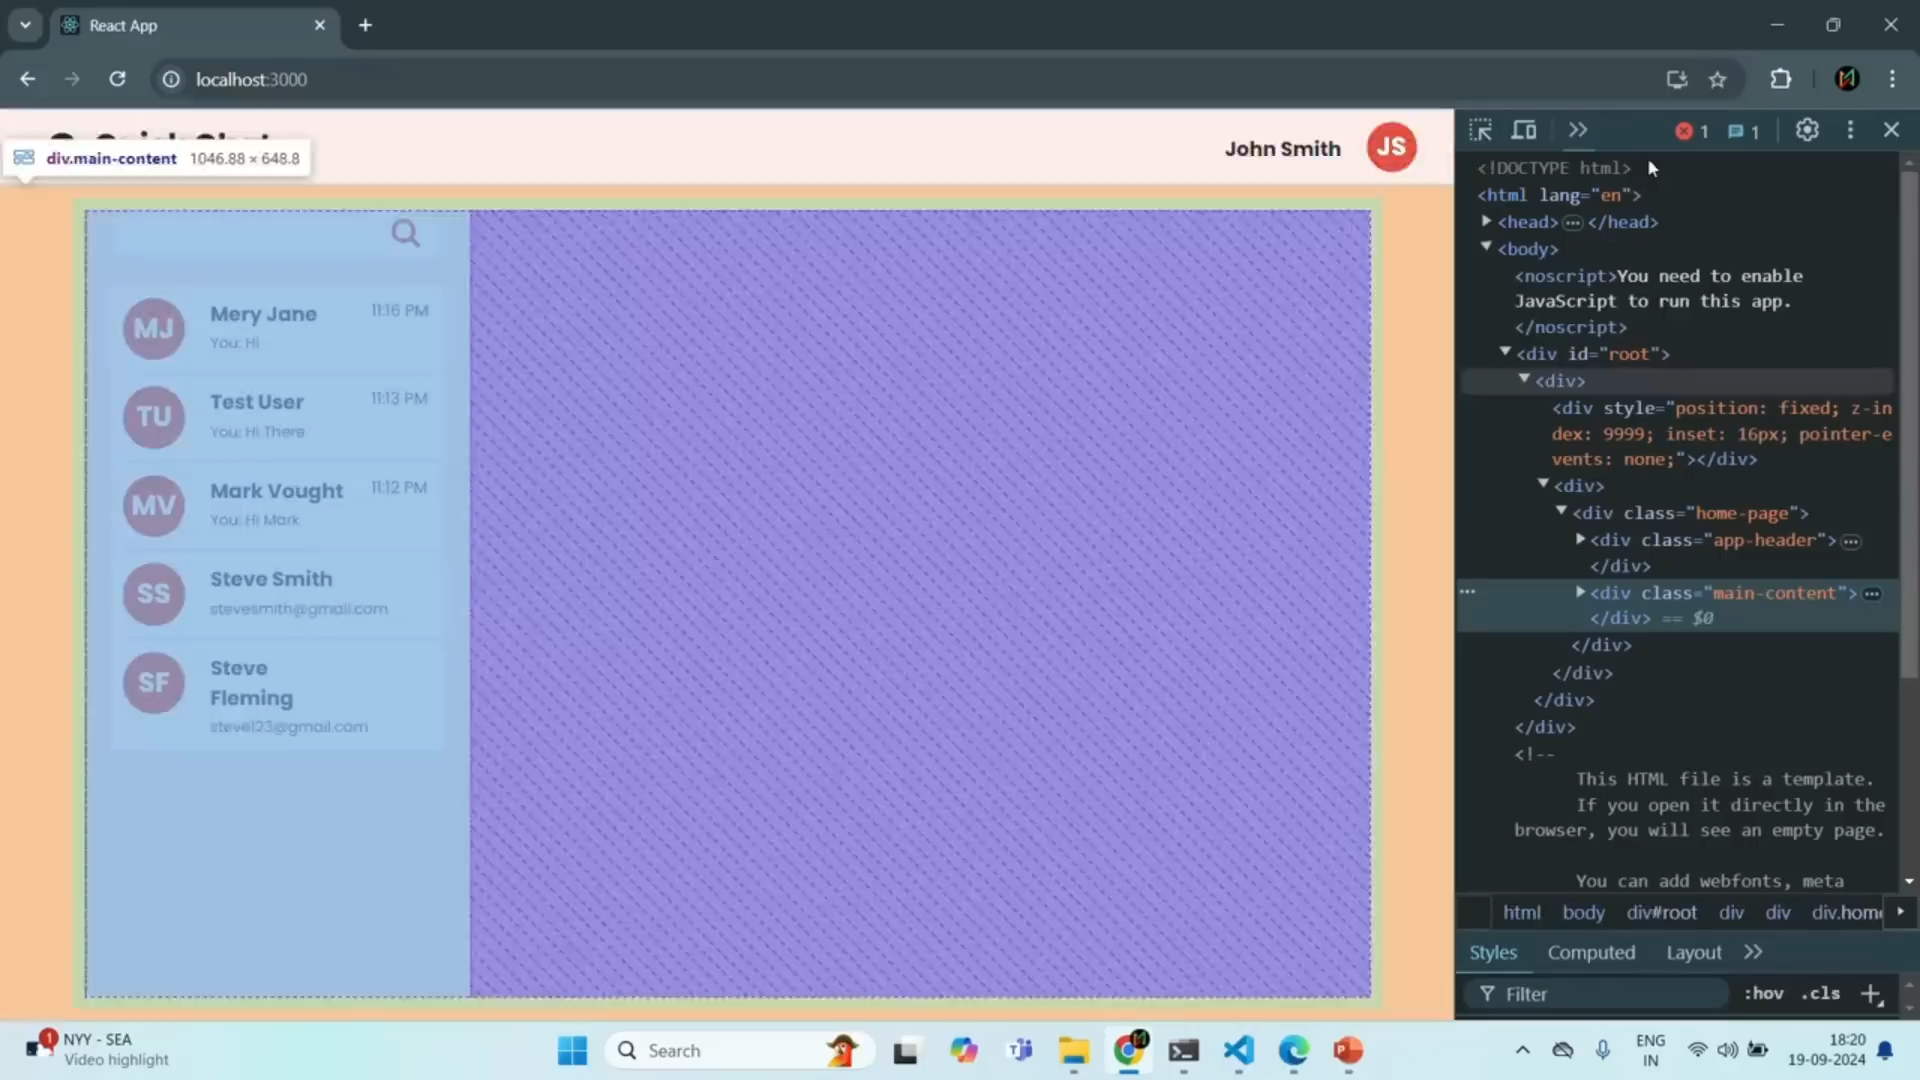 React App
localhost:3000
John Smith
JS
div.main-content 1046.88 × 648.8
MJ
Mery Jane
11:16 PM
You: Hi
TU
Test User
11:13 PM
You: Hi There
MV
Mark Vought
11:12 PM
You: Hi Mark
SS
Steve Smith
stevesmith@gmail.com
SF
Steve
Fleming
steve123@gmail.com
1
1
<!DOCTYPE html>
<html lang="en">
<head> ⋯ </head>
<body>
<noscript>You need to enable
JavaScript to run this app.
</noscript>
<div id="root">
<div>
<div style="position: fixed; z-in
dex: 9999; inset: 16px; pointer-e
vents: none;"></div>
<div>
<div class="home-page">
<div class="app-header"> ⋯
</div>
<div class="main-content"> ⋯
</div> == $0
</div>
</div>
</div>
</div>
<!--
This HTML file is a template.
If you open it directly in the
browser, you will see an empty page.
You can add webfonts, meta
html body div#root div div div.hom
Styles Computed Layout
Filter :hov .cls
1
NYY - SEA
Video highlight
Search
ENG
IN
18:20
19-09-2024